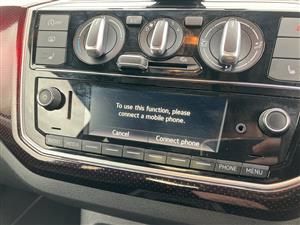 To use this function, please
connect a mobile phone.
Cancel Connect phone
PHONE MENU